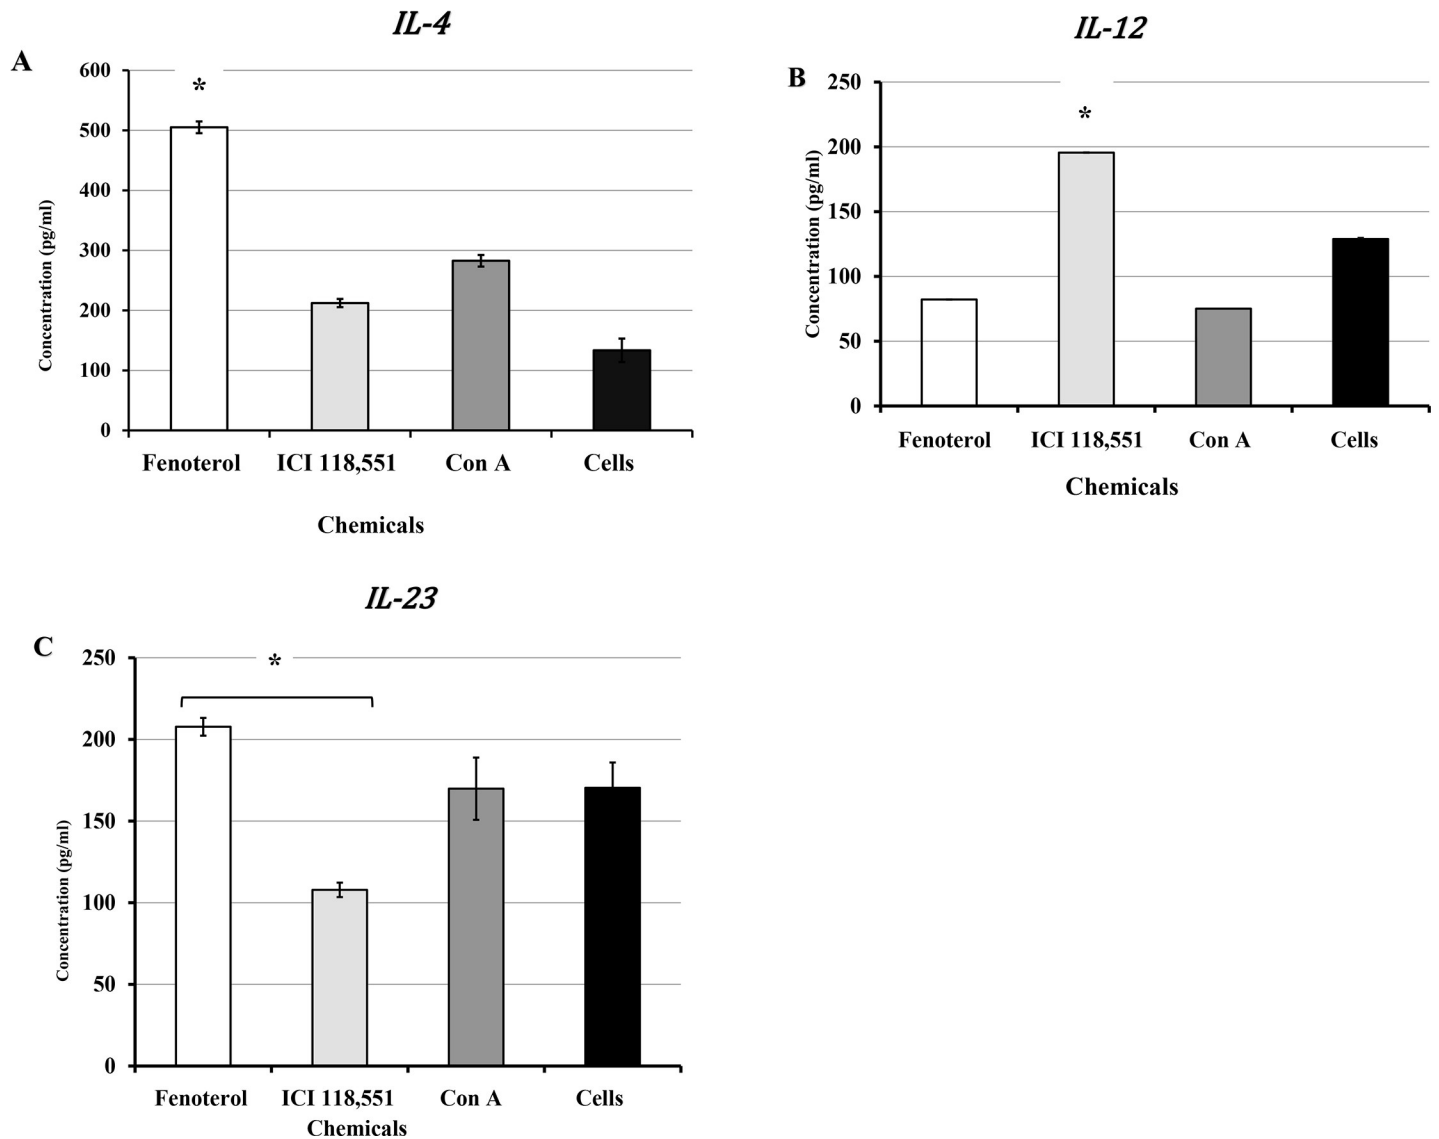 IL-4
A
600
*
500
400
300
200
100
0
Concentration (pg/ml)
Fenoterol ICI 118,551 Con A Cells
Chemicals
IL-12
B
250
*
200
150
100
50
0
Concentration (pg/ml)
Fenoterol ICI 118,551 Con A Cells
Chemicals
IL-23
C
250
*
200
150
100
50
0
Concentration (pg/ml)
Fenoterol ICI 118,551 Con A Cells
Chemicals